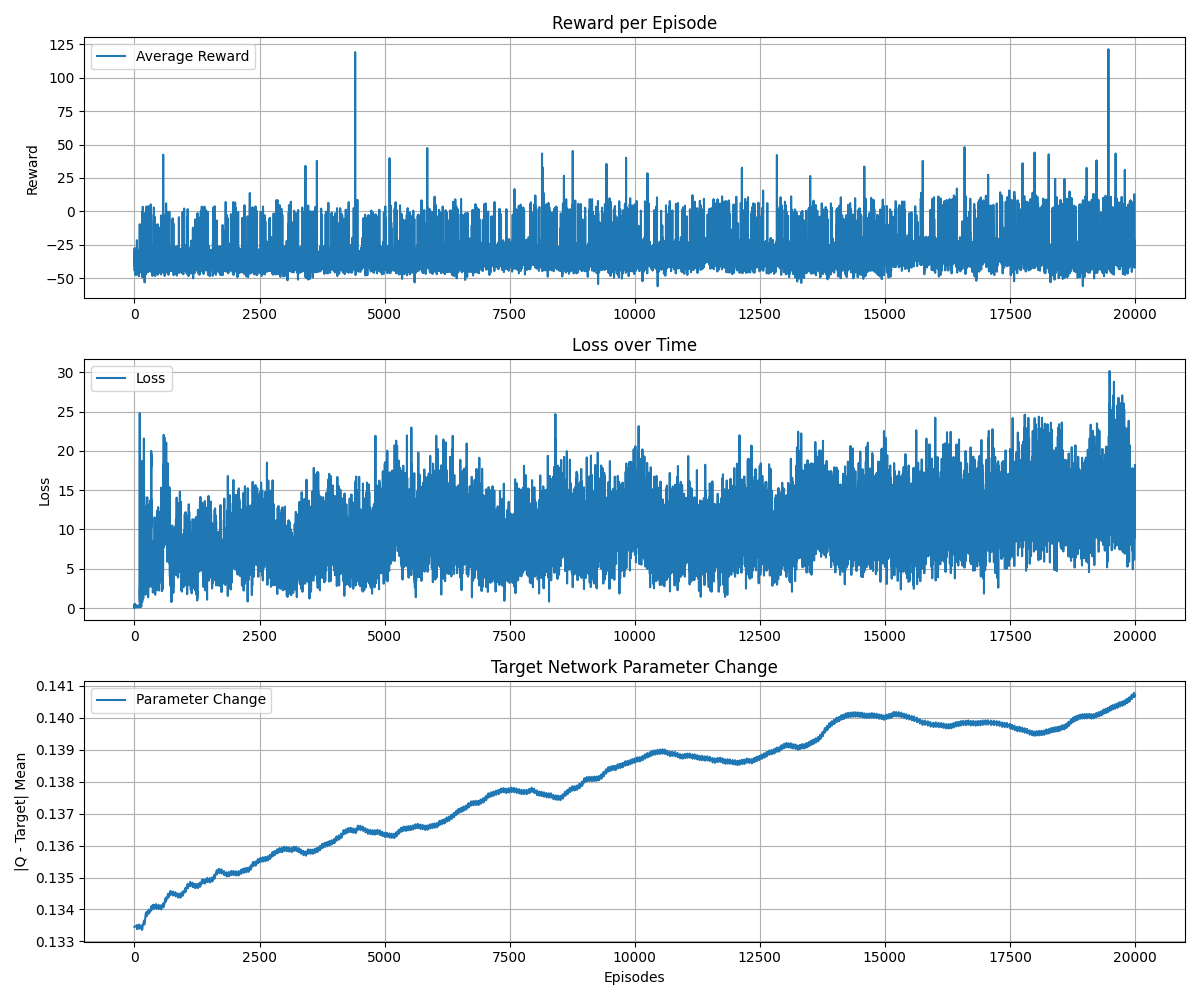 Reward per Episode
Average Reward
Reward
125
100
75
50
25
0
−25
−50
0 2500 5000 7500 10000 12500 15000 17500 20000
Loss over Time
Loss
Loss
30
25
20
15
10
5
0
0 2500 5000 7500 10000 12500 15000 17500 20000
Target Network Parameter Change
Parameter Change
|Q - Target| Mean
0.141
0.140
0.139
0.138
0.137
0.136
0.135
0.134
0.133
0 2500 5000 7500 10000 12500 15000 17500 20000
Episodes